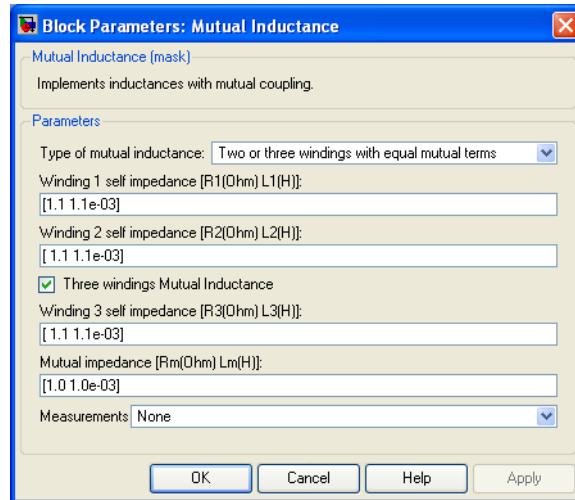 Block Parameters: Mutual Inductance
Mutual Inductance (mask)
Implements inductances with mutual coupling.
Parameters
Type of mutual inductance: Two or three windings with equal mutual terms
Winding 1 self impedance [R1(Ohm) L1(H)]:
[1.1 1.1e-03]
Winding 2 self impedance [R2(Ohm) L2(H)]:
[ 1.1 1.1e-03]
Three windings Mutual Inductance
Winding 3 self impedance [R3(Ohm) L3(H)]:
[ 1.1 1.1e-03]
Mutual impedance [Rm(Ohm) Lm(H)]:
[1.0 1.0e-03]
Measurements None
OK Cancel Help Apply